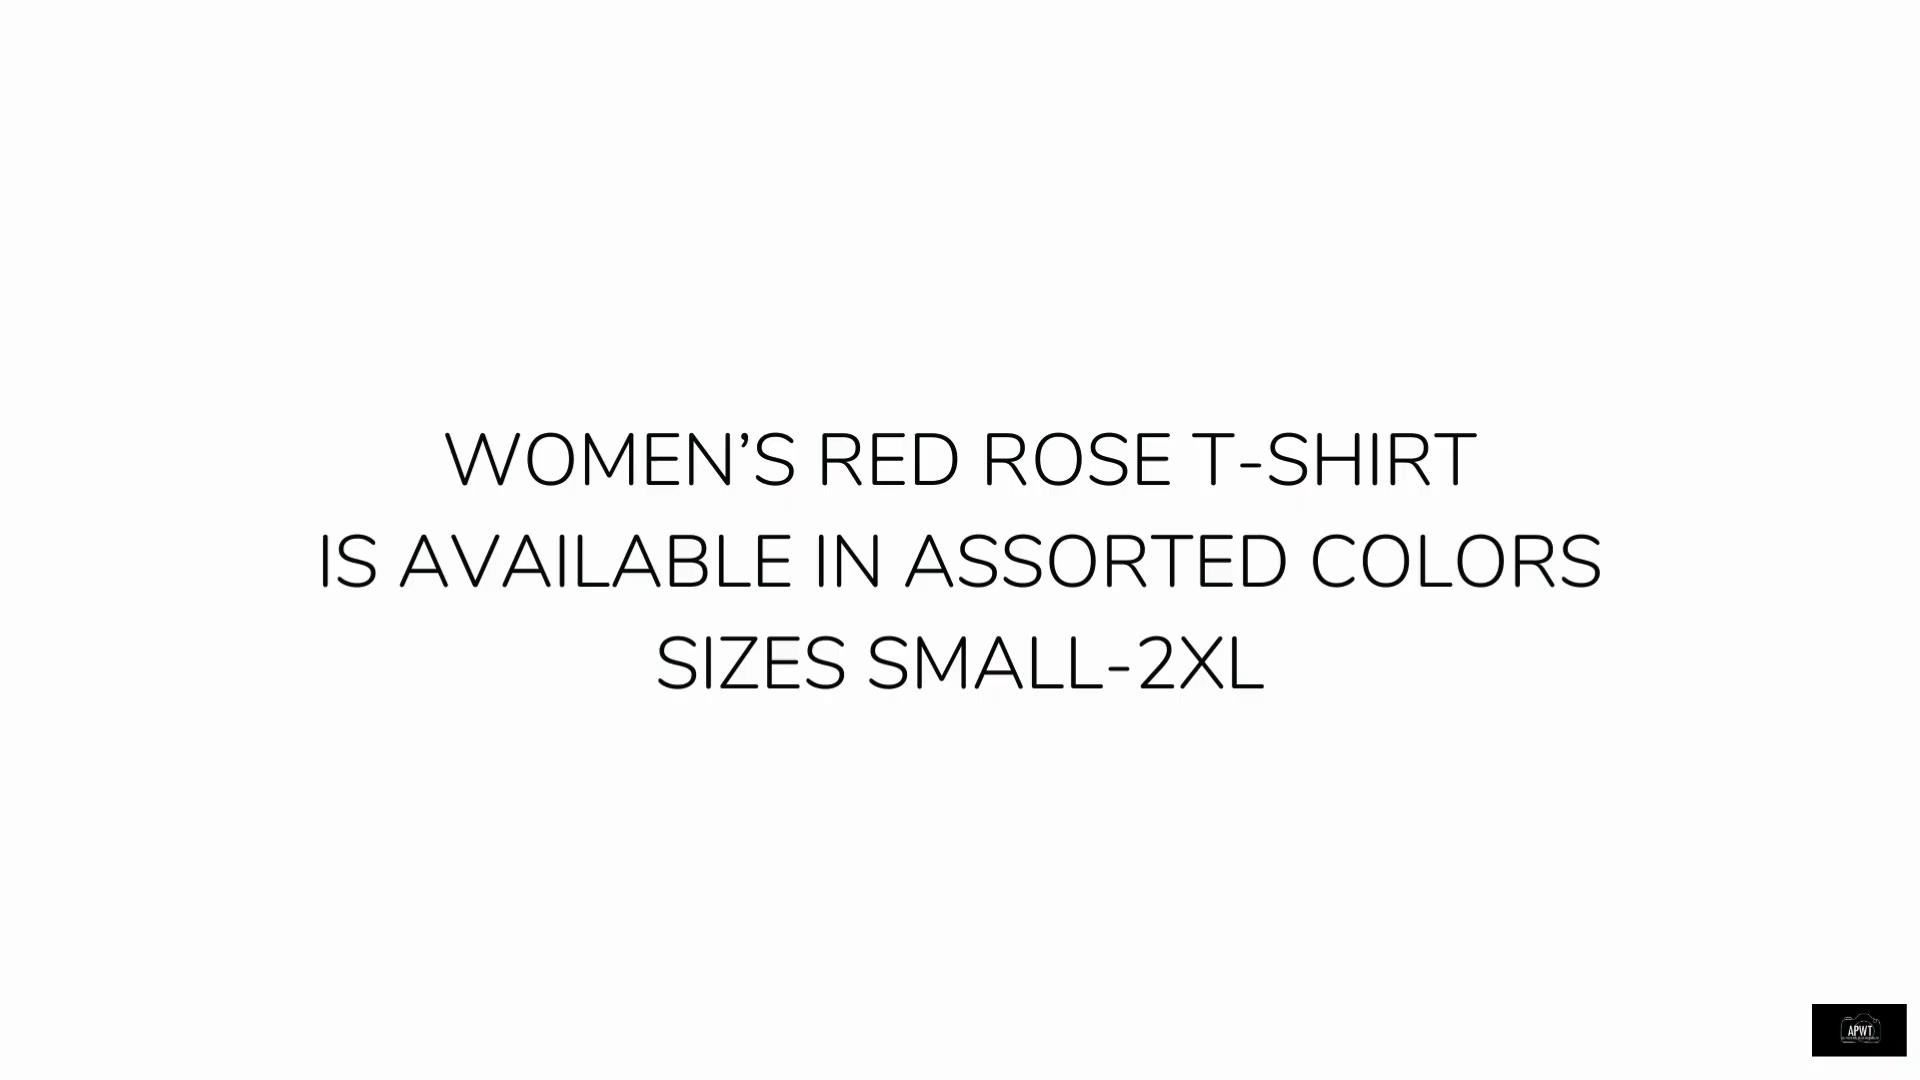 WOMEN’S RED ROSE T-SHIRT
IS AVAILABLE IN ASSORTED COLORS
SIZES SMALL-2XL
APWT